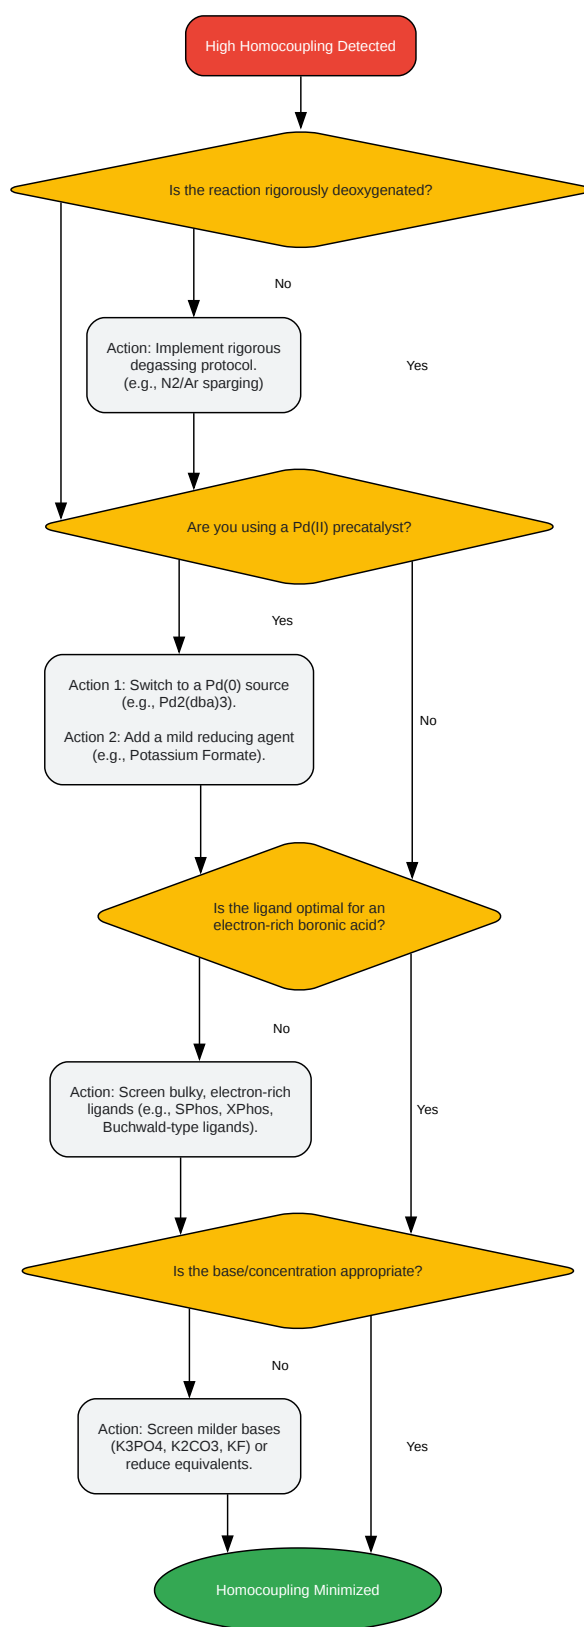 High Homocoupling Detected
Is the reaction rigorously deoxygenated?
No
Action: Implement rigorous
degassing protocol.
(e.g., N2/Ar sparging)
Yes
Are you using a Pd(II) precatalyst?
Yes
Action 1: Switch to a Pd(0) source
(e.g., Pd2(dba)3).
Action 2: Add a mild reducing agent
(e.g., Potassium Formate).
No
Is the ligand optimal for an
electron-rich boronic acid?
No
Action: Screen bulky, electron-rich
ligands (e.g., SPhos, XPhos,
Buchwald-type ligands).
Yes
Is the base/concentration appropriate?
No
Action: Screen milder bases
(K3PO4, K2CO3, KF) or
reduce equivalents.
Yes
Homocoupling Minimized